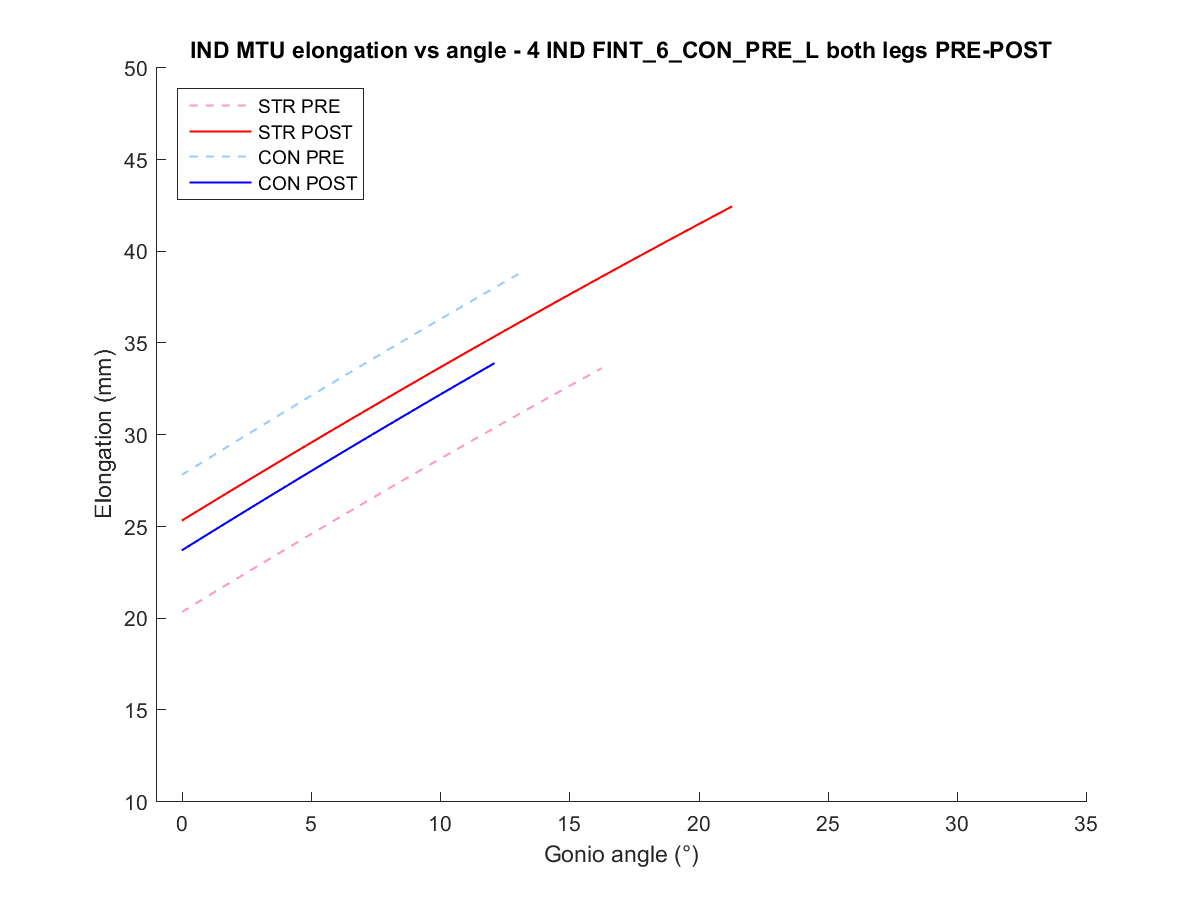 IND MTU elongation vs angle - 4 IND FINT_6_CON_PRE_L both legs PRE-POST
50
45
40
35
30
25
20
15
10
STR PRE
STR POST
CON PRE
CON POST
Elongation (mm)
0 5 10 15 20 25 30 35
Gonio angle (°)